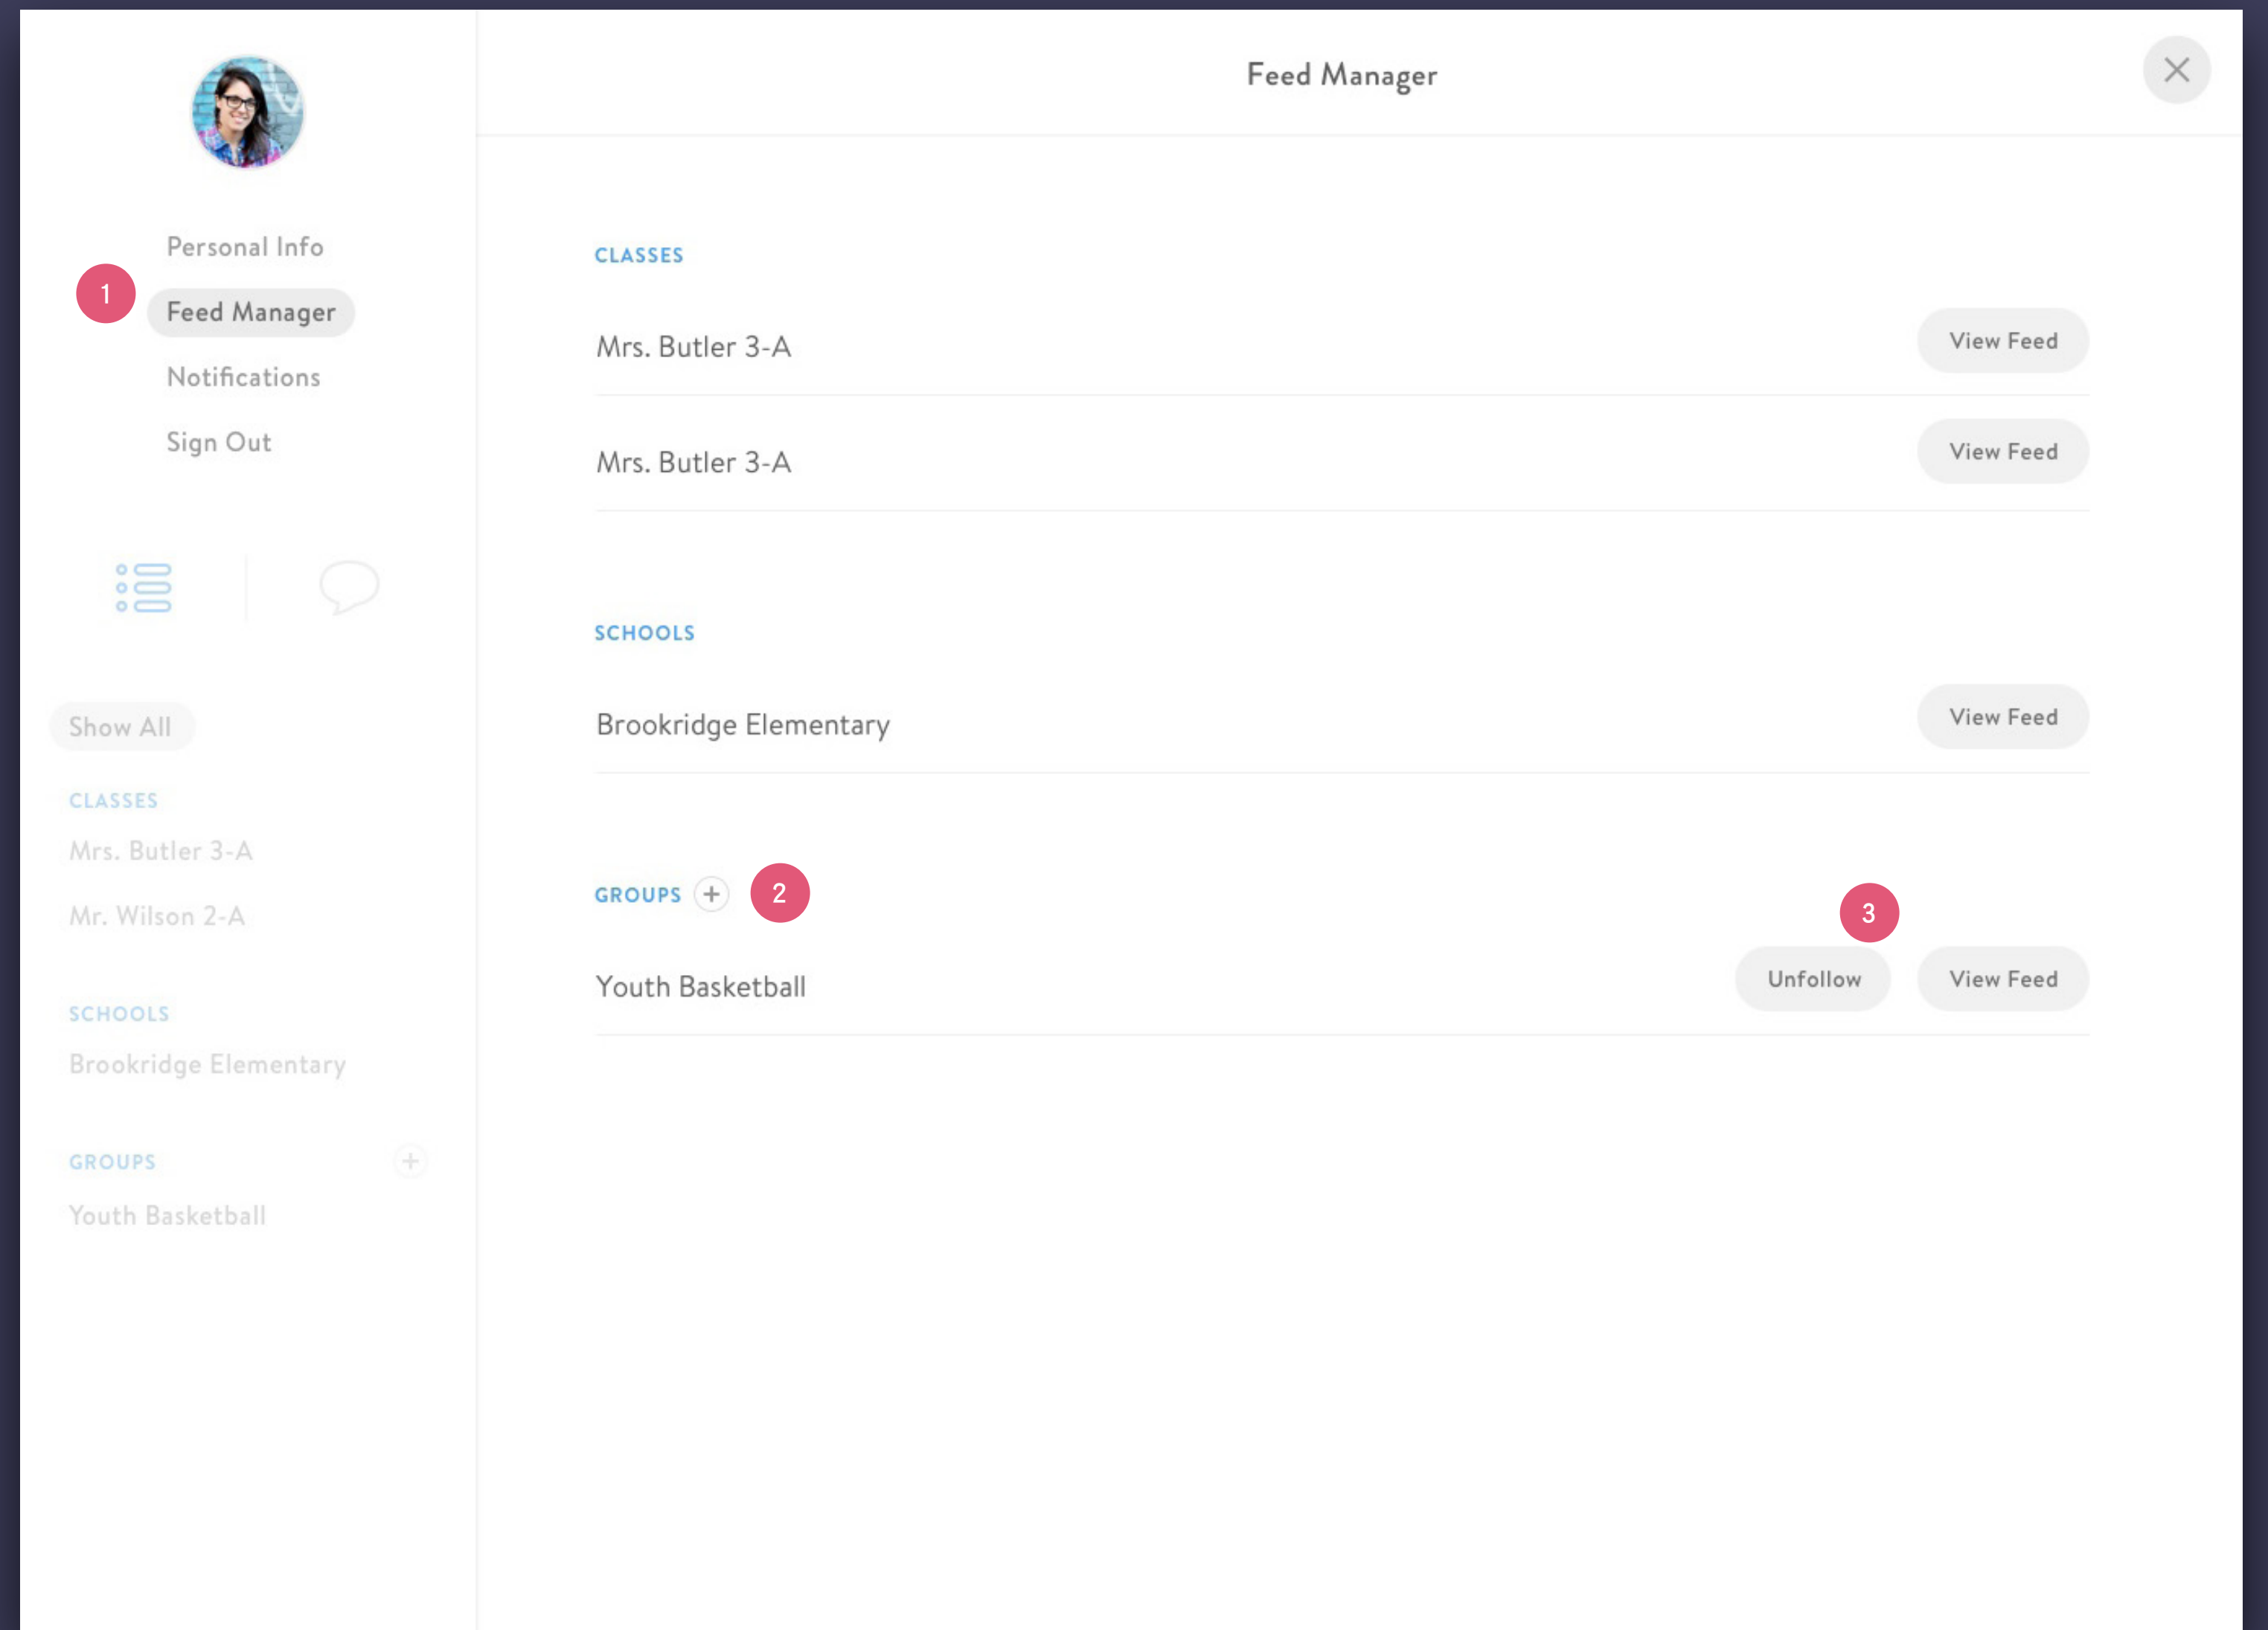 Personal Info
1
Feed Manager
Notifications
Sign Out
Show All
CLASSES
Mrs. Butler 3-A
Mr. Wilson 2-A
SCHOOLS
Brookridge Elementary
GROUPS +
Youth Basketball
Feed Manager
CLASSES
Mrs. Butler 3-A View Feed
Mrs. Butler 3-A View Feed
SCHOOLS
Brookridge Elementary View Feed
GROUPS + 2
3
Youth Basketball Unfollow View Feed